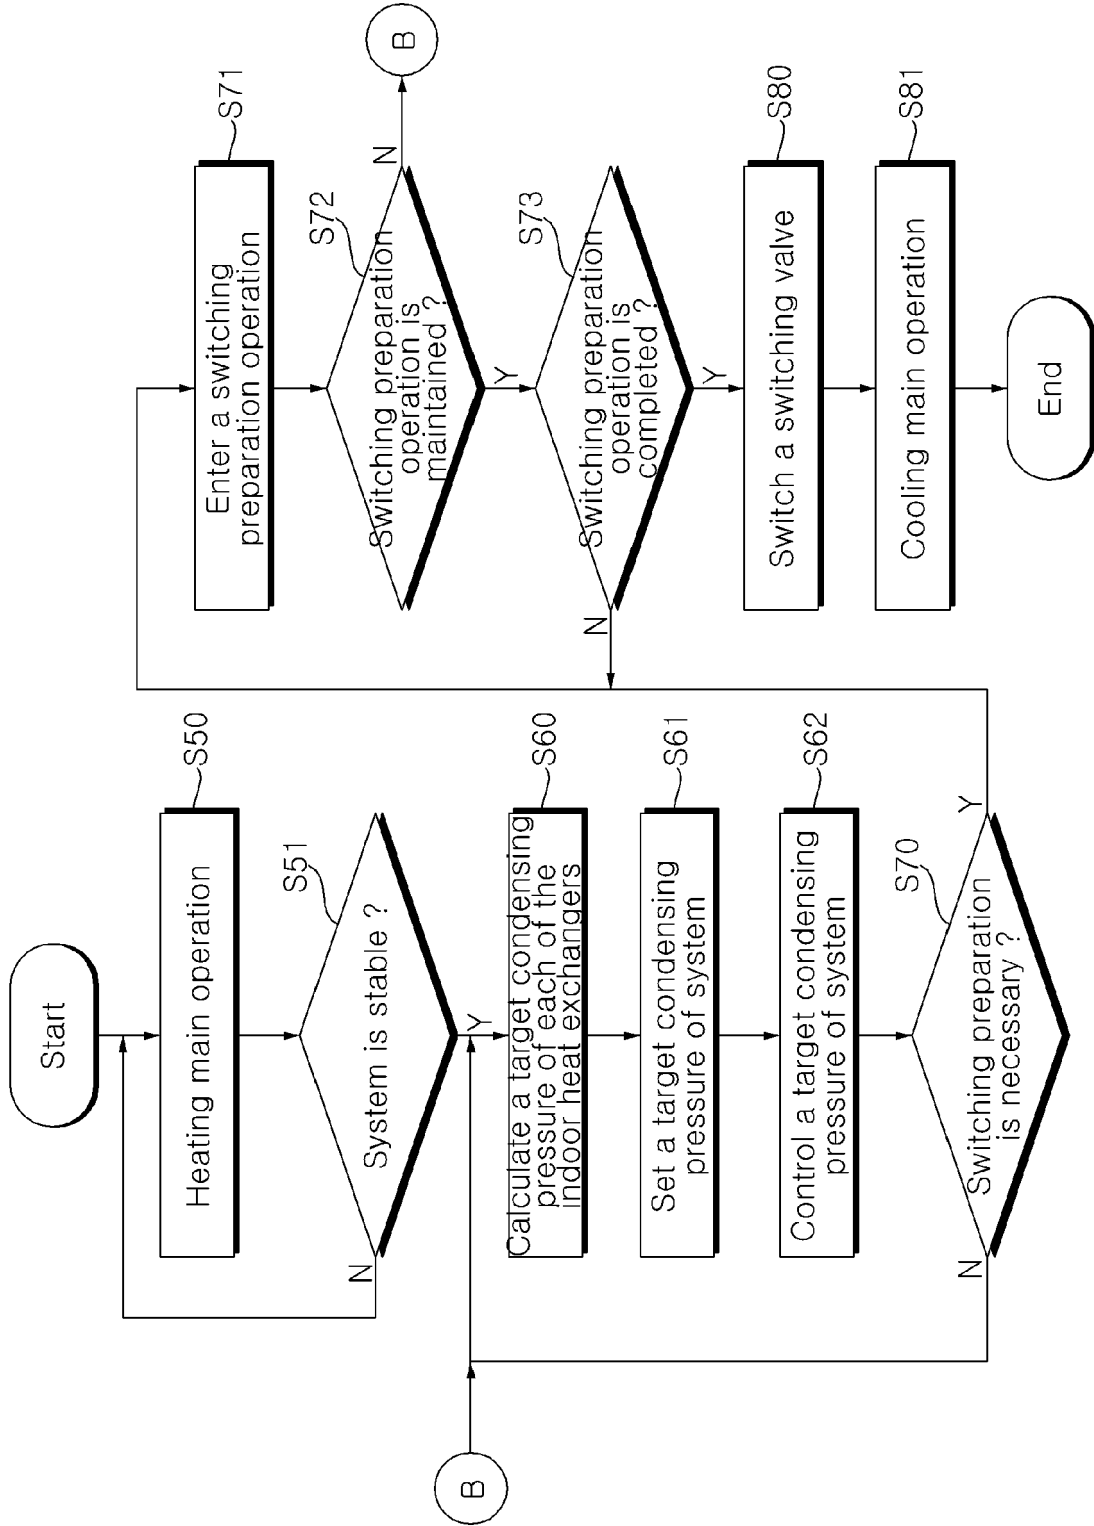 Start
Heating main operation
S50
System is stable ?
S51
N
Y
B
Calculate a target condensing
pressure of each of the
indoor heat exchangers
S60
Set a target condensing
pressure of system
S61
Control a target condensing
pressure of system
S62
Switching preparation
is necessary ?
S70
N
Y
Enter a switching
preparation operation
S71
Switching preparation
operation is
maintained ?
S72
N
B
Y
Switching preparation
operation is
completed ?
S73
N
Y
Switch a switching valve
S80
Cooling main operation
S81
End